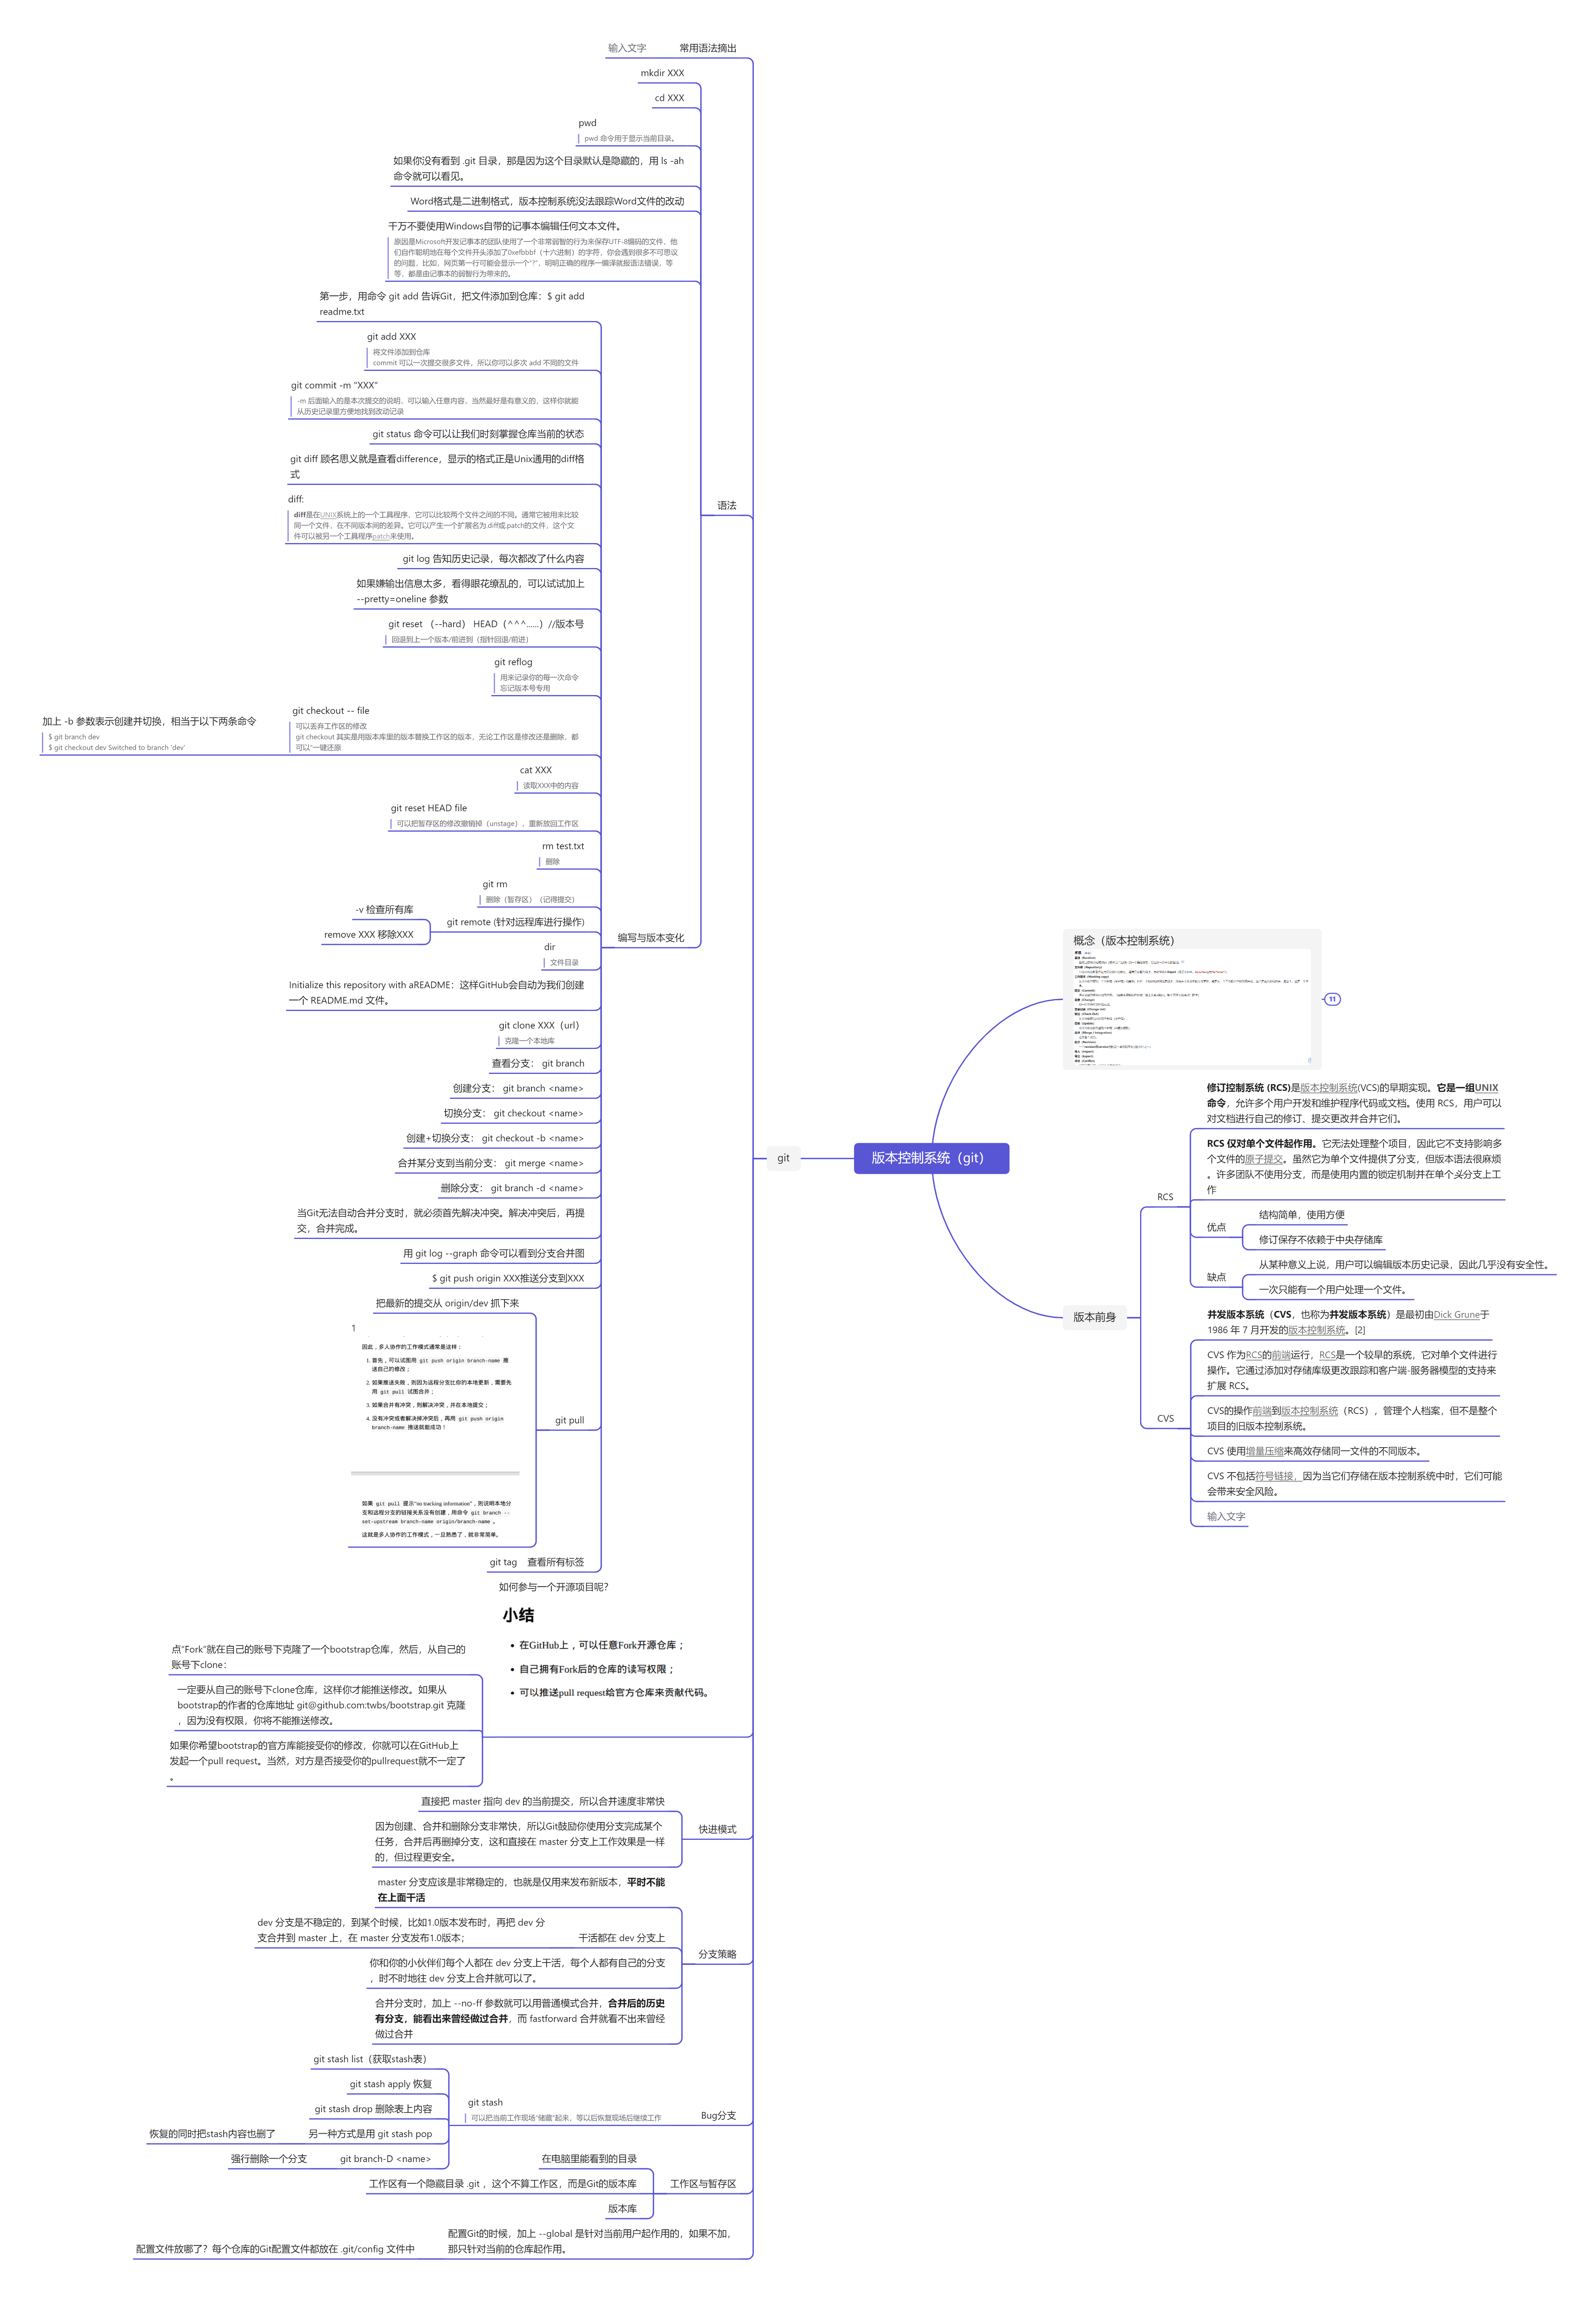 输入文字
常用语法摘出
mkdir XXX
cd XXX
pwd
pwd 命令用于显示当前目录。
如果你没有看到 .git 目录，那是因为这个目录默认是隐藏的，用 ls -ah
命令就可以看见。
Word格式是二进制格式，版本控制系统没法跟踪Word文件的改动
千万不要使用Windows自带的记事本编辑任何文本文件。
原因是Microsoft开发记事本的团队使用了一个非常弱智的行为来保存UTF-8编码的文件，他
们自作聪明地在每个文件开头添加了0xefbbbf（十六进制）的字符，你会遇到很多不可思议
的问题，比如，网页第一行可能会显示一个“?”，明明正确的程序一编译就报语法错误，等
等，都是由记事本的弱智行为带来的。
语法
第一步，用命令 git add 告诉Git，把文件添加到仓库：$ git add
readme.txt
git add XXX
将文件添加到仓库
commit 可以一次提交很多文件，所以你可以多次 add 不同的文件
git commit -m "XXX"
-m 后面输入的是本次提交的说明，可以输入任意内容，当然最好是有意义的，这样你就能
从历史记录里方便地找到改动记录
git status 命令可以让我们时刻掌握仓库当前的状态
git diff 顾名思义就是查看difference，显示的格式正是Unix通用的diff格
式
diff:
diff是在UNIX系统上的一个工具程序，它可以比较两个文件之间的不同。通常它被用来比较
同一个文件，在不同版本间的差异。它可以产生一个扩展名为.diff或.patch的文件，这个文
件可以被另一个工具程序patch来使用。
git log 告知历史记录，每次都改了什么内容
如果嫌输出信息太多，看得眼花缭乱的，可以试试加上
--pretty=oneline 参数
git reset （--hard） HEAD（^^^......）//版本号
回退到上一个版本/前进到（指针回退/前进）
git reflog
用来记录你的每一次命令
忘记版本号专用
git checkout -- file
可以丢弃工作区的修改
git checkout 其实是用版本库里的版本替换工作区的版本，无论工作区是修改还是删除，都
可以“一键还原
加上 -b 参数表示创建并切换，相当于以下两条命令
$ git branch dev
$ git checkout dev Switched to branch 'dev'
cat XXX
读取XXX中的内容
git reset HEAD file
可以把暂存区的修改撤销掉（unstage），重新放回工作区
rm test.txt
删除
git rm
删除（暂存区）（记得提交）
-v 检查所有库
remove XXX 移除XXX
git remote (针对远程库进行操作)
编写与版本变化
dir
文件目录
Initialize this repository with aREADME：这样GitHub会自动为我们创建
一个 README.md 文件。
git clone XXX（url）
克隆一个本地库
查看分支： git branch
创建分支： git branch <name>
切换分支： git checkout <name>
创建+切换分支： git checkout -b <name>
合并某分支到当前分支： git merge <name>
删除分支： git branch -d <name>
当Git无法自动合并分支时，就必须首先解决冲突。解决冲突后，再提
交，合并完成。
用 git log --graph 命令可以看到分支合并图
$ git push origin XXX推送分支到XXX
把最新的提交从 origin/dev 抓下来
1
因此，多人协作的工作模式通常是这样：
1. 首先，可以试图用 git push origin branch-name 推
送自己的修改；
2. 如果推送失败，则因为远程分支比你的本地更新，需要先
用 git pull 试图合并；
3. 如果合并有冲突，则解决冲突，并在本地提交；
4. 没有冲突或者解决掉冲突后，再用 git push origin
branch-name 推送就能成功！
如果 git pull 提示“no tracking information”，则说明本地分
支和远程分支的链接关系没有创建，用命令 git branch --
set-upstream branch-name origin/branch-name 。
这就是多人协作的工作模式，一旦熟悉了，就非常简单。
git pull
git tag 查看所有标签
如何参与一个开源项目呢？
小结
• 在GitHub上，可以任意Fork开源仓库；
• 自己拥有Fork后的仓库的读写权限；
• 可以推送pull request给官方仓库来贡献代码。
点“Fork”就在自己的账号下克隆了一个bootstrap仓库，然后，从自己的
账号下clone：
一定要从自己的账号下clone仓库，这样你才能推送修改。如果从
bootstrap的作者的仓库地址 git@github.com:twbs/bootstrap.git 克隆
，因为没有权限，你将不能推送修改。
如果你希望bootstrap的官方库能接受你的修改，你就可以在GitHub上
发起一个pull request。当然，对方是否接受你的pullrequest就不一定了
。
直接把 master 指向 dev 的当前提交，所以合并速度非常快
因为创建、合并和删除分支非常快，所以Git鼓励你使用分支完成某个
任务，合并后再删掉分支，这和直接在 master 分支上工作效果是一样
的，但过程更安全。
快进模式
master 分支应该是非常稳定的，也就是仅用来发布新版本，平时不能
在上面干活
dev 分支是不稳定的，到某个时候，比如1.0版本发布时，再把 dev 分
支合并到 master 上，在 master 分支发布1.0版本；
干活都在 dev 分支上
你和你的小伙伴们每个人都在 dev 分支上干活，每个人都有自己的分支
，时不时地往 dev 分支上合并就可以了。
合并分支时，加上 --no-ff 参数就可以用普通模式合并，合并后的历史
有分支，能看出来曾经做过合并，而 fastforward 合并就看不出来曾经
做过合并
分支策略
git stash list（获取stash表）
git stash apply 恢复
git stash drop 删除表上内容
恢复的同时把stash内容也删了
另一种方式是用 git stash pop
强行删除一个分支
git branch-D <name>
git stash
可以把当前工作现场“储藏”起来，等以后恢复现场后继续工作
Bug分支
在电脑里能看到的目录
工作区有一个隐藏目录 .git ，这个不算工作区，而是Git的版本库
版本库
工作区与暂存区
配置Git的时候，加上 --global 是针对当前用户起作用的，如果不加，
那只针对当前的仓库起作用。
配置文件放哪了？每个仓库的Git配置文件都放在 .git/config 文件中
git
版本控制系统（git）
概念（版本控制系统）
11
版本前身
RCS
修订控制系统 (RCS)是版本控制系统(VCS)的早期实现。它是一组UNIX
命令，允许多个用户开发和维护程序代码或文档。使用 RCS，用户可以
对文档进行自己的修订、提交更改并合并它们。
RCS 仅对单个文件起作用。它无法处理整个项目，因此它不支持影响多
个文件的原子提交。虽然它为单个文件提供了分支，但版本语法很麻烦
。许多团队不使用分支，而是使用内置的锁定机制并在单个头分支上工
作
优点
结构简单，使用方便
修订保存不依赖于中央存储库
缺点
从某种意义上说，用户可以编辑版本历史记录，因此几乎没有安全性。
一次只能有一个用户处理一个文件。
CVS
并发版本系统（CVS，也称为并发版本系统）是最初由Dick Grune于
1986 年 7 月开发的版本控制系统。[2]
CVS 作为RCS的前端运行，RCS是一个较早的系统，它对单个文件进行
操作。它通过添加对存储库级更改跟踪和客户端-服务器模型的支持来
扩展 RCS。
CVS的操作前端到版本控制系统（RCS），管理个人档案，但不是整个
项目的旧版本控制系统。
CVS 使用增量压缩来高效存储同一文件的不同版本。
CVS 不包括符号链接，因为当它们存储在版本控制系统中时，它们可能
会带来安全风险。
输入文字